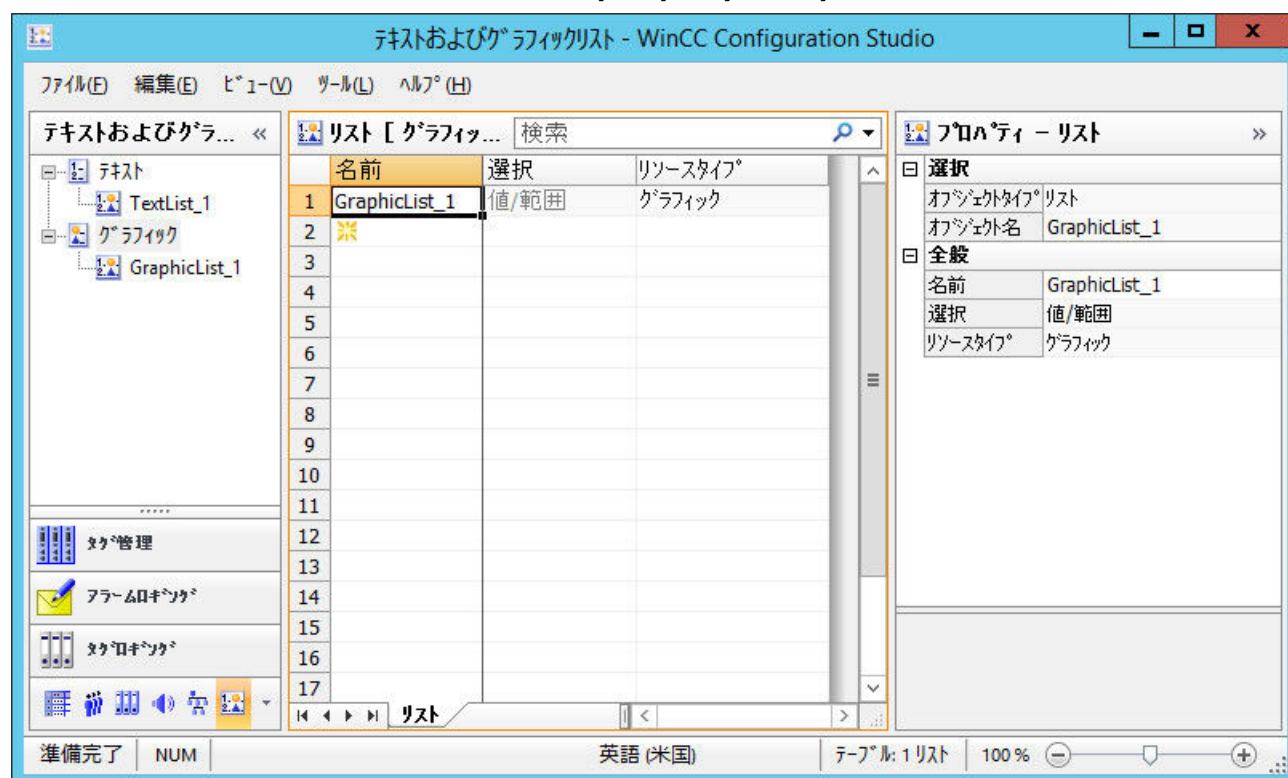 ﾃｷｽﾄおよびｸﾞﾗﾌｨｯｸﾘｽﾄ - WinCC Configuration Studio
ﾌｧｲﾙ(F) 編集(E) ﾋﾞｭｰ(V) ﾂｰﾙ(L) ﾍﾙﾌﾟ(H)
ﾃｷｽﾄおよびｸﾞﾗ... «
ﾃｷｽﾄ
TextList_1
ｸﾞﾗﾌｨｯｸ
GraphicList_1
ﾀｸﾞ管理
ｱﾗｰﾑﾛｷﾞﾝｸﾞ
ﾀｸﾞﾛｷﾞﾝｸﾞ
ﾘｽﾄ [ ｸﾞﾗﾌｨｯ... 検索
名前 選択 ﾘｿｰｽﾀｲﾌﾟ
1 GraphicList_1 値/範囲 ｸﾞﾗﾌｨｯｸ
2
3
4
5
6
7
8
9
10
11
12
13
14
15
16
17
ﾘｽﾄ
ﾌﾟﾛﾊﾟﾃｨ - ﾘｽﾄ »
選択
ｵﾌﾞｼﾞｪｸﾄﾀｲﾌﾟ ﾘｽﾄ
ｵﾌﾞｼﾞｪｸﾄ名 GraphicList_1
全般
名前 GraphicList_1
選択 値/範囲
ﾘｿｰｽﾀｲﾌﾟ ｸﾞﾗﾌｨｯｸ
準備完了 NUM 英語 (米国) ﾃｰﾌﾞﾙ: 1 ﾘｽﾄ 100 %